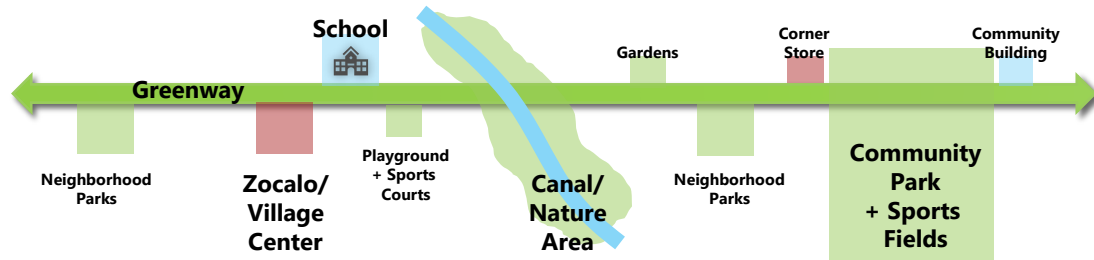 School
Gardens
Corner
Store
Community
Building
Greenway
Neighborhood
Parks
Zocalo/
Village
Center
Playground
+ Sports
Courts
Canal/
Nature
Area
Neighborhood
Parks
Community
Park
+ Sports
Fields